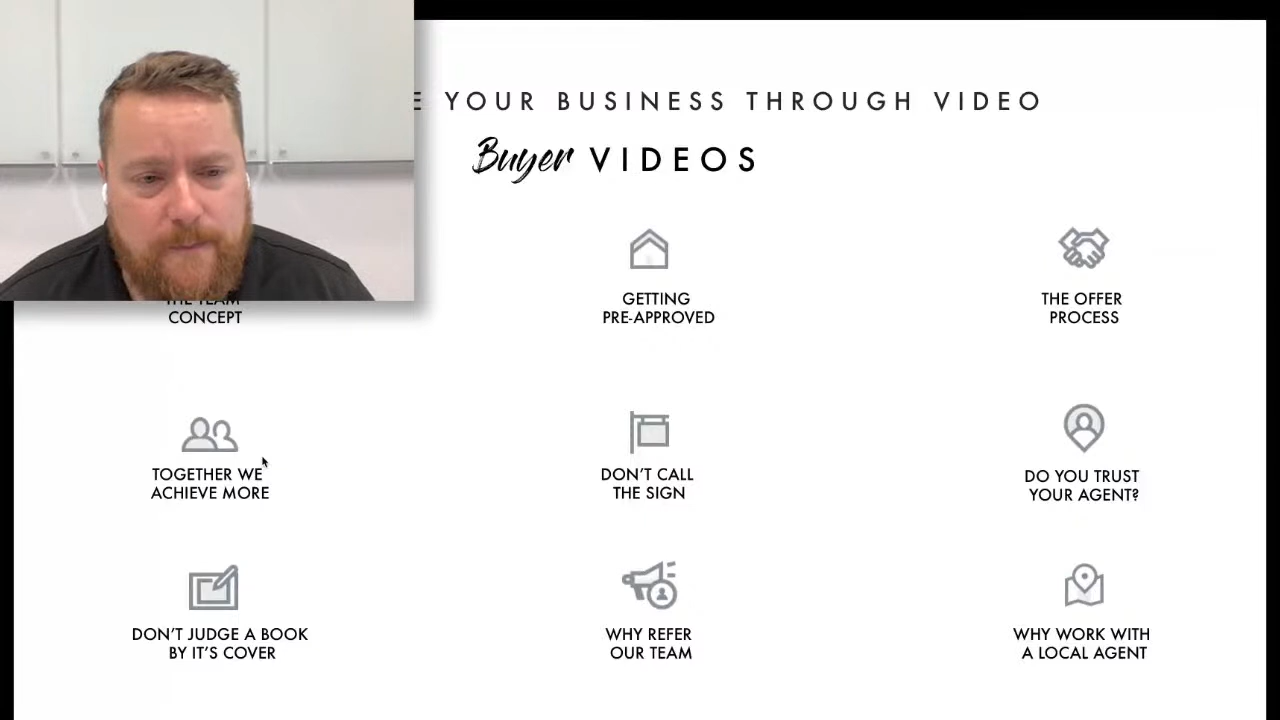 YOUR BUSINESS THROUGH VIDEO
Buyer VIDEOS
THE TEAM
CONCEPT
GETTING
PRE-APPROVED
THE OFFER
PROCESS
TOGETHER WE
ACHIEVE MORE
DON'T CALL
THE SIGN
DO YOU TRUST
YOUR AGENT?
DON'T JUDGE A BOOK
BY IT'S COVER
WHY REFER
OUR TEAM
WHY WORK WITH
A LOCAL AGENT